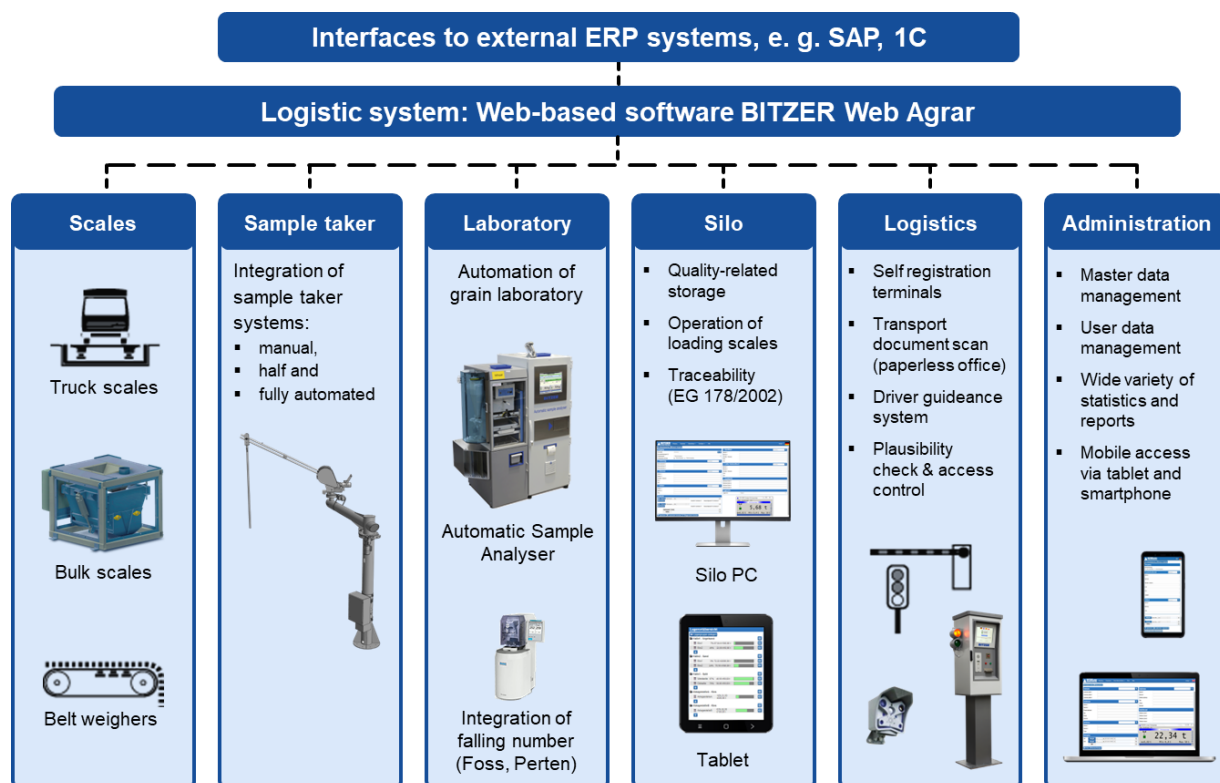 Interfaces to external ERP systems, e. g. SAP, 1C
Logistic system: Web-based software BITZER Web Agrar
Scales
Truck scales
Bulk scales
Belt weighers
Sample taker
Integration of
sample taker
systems:
▪ manual,
▪ half and
▪ fully automated
Laboratory
Automation of
grain laboratory
Automatic Sample
Analyser
Integration of
falling number
(Foss, Perten)
Silo
▪ Quality-related
storage
▪ Operation of
loading scales
▪ Traceability
(EG 178/2002)
Silo PC
Tablet
Logistics
▪ Self registration
terminals
▪ Transport
document scan
(paperless office)
▪ Driver guideance
system
▪ Plausibility
check & access
control
Administration
▪ Master data
management
▪ User data
management
▪ Wide variety of
statistics and
reports
▪ Mobile access
via tablet and
smartphone
22,34 t